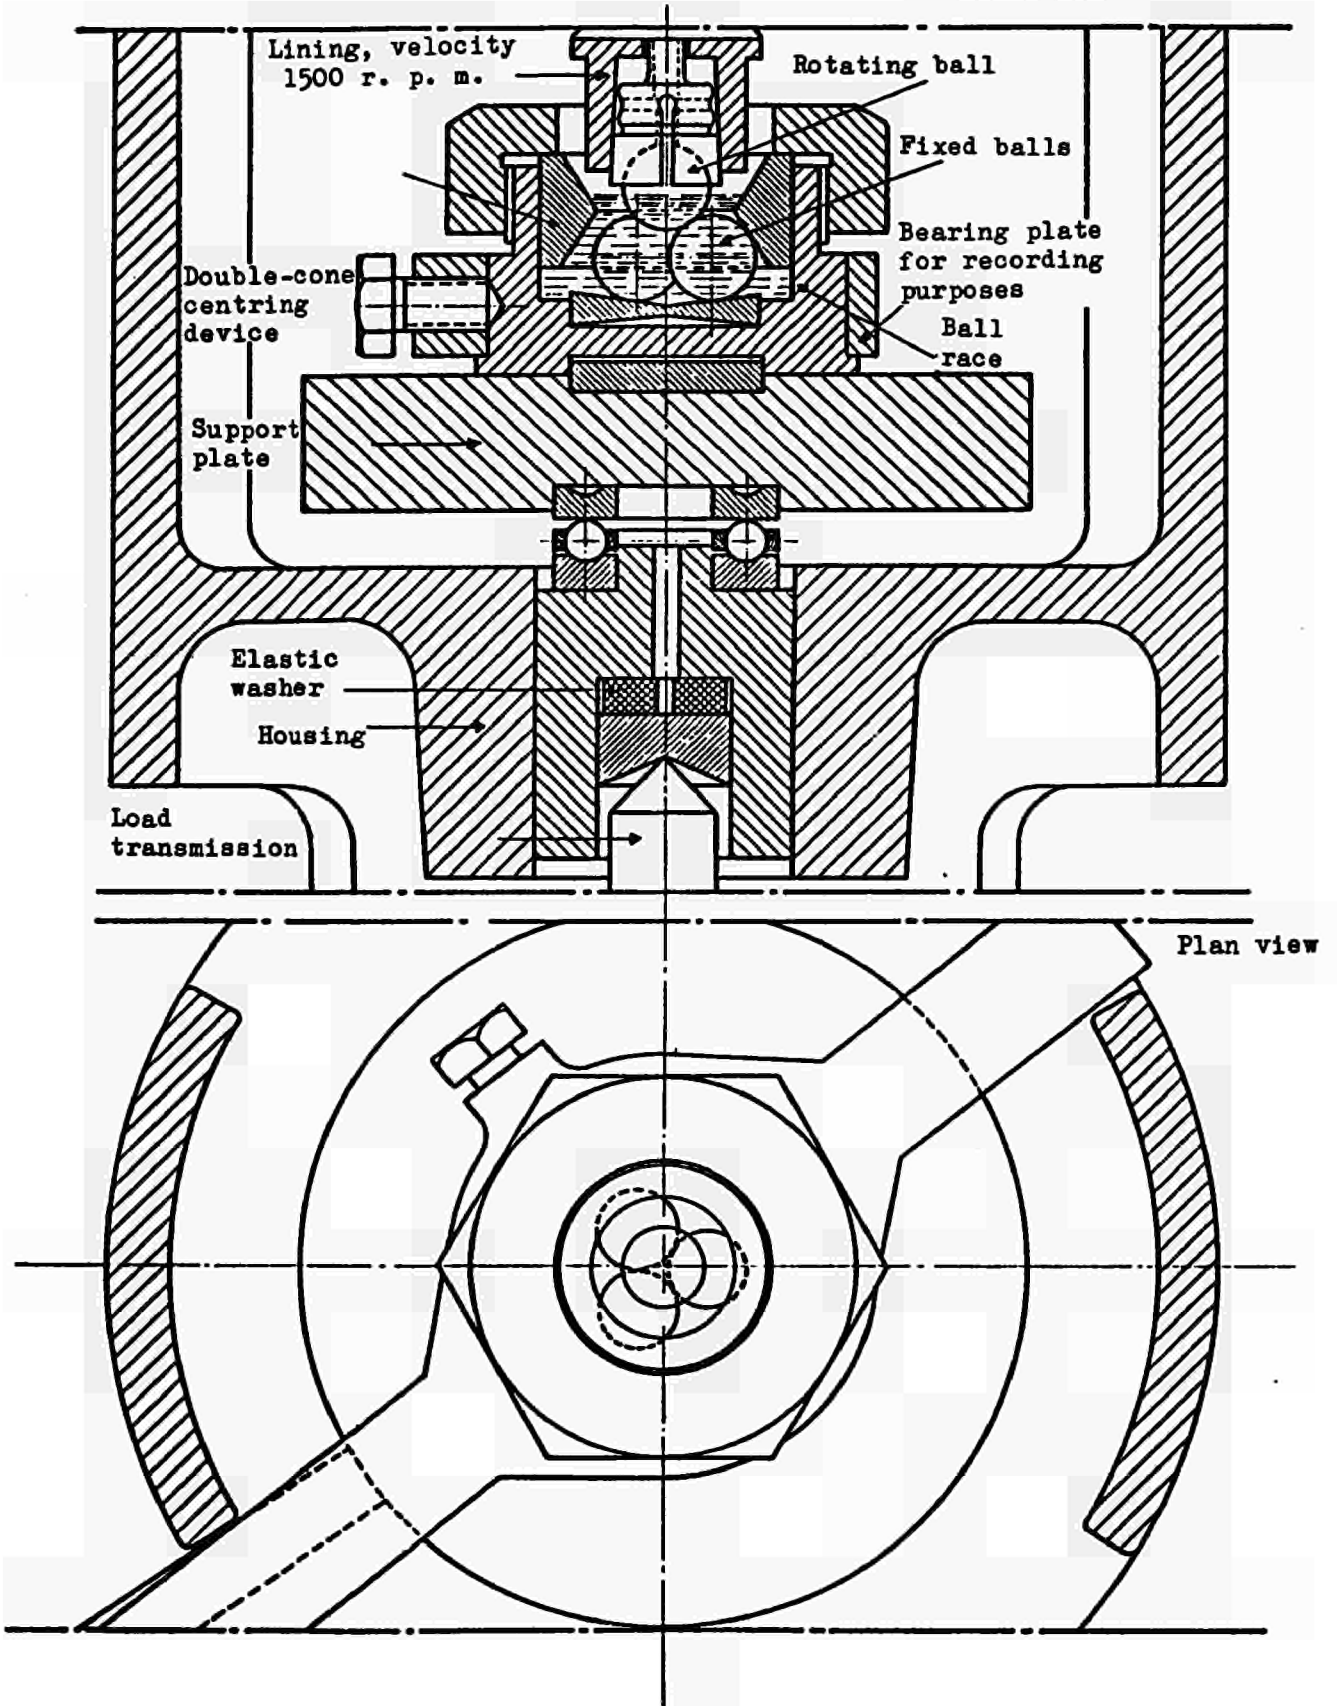 Lining, velocity
1500 r. p. m.
Rotating ball
Fixed balls
Bearing plate
for recording
purposes
Double-cone
centring
device
Ball
race
Support
plate
Elastic
washer
Housing
Load
transmission
Plan view